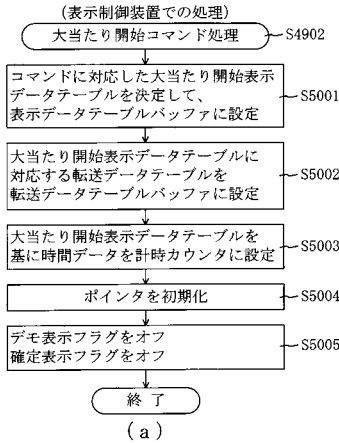 (表示制御装置での処理)
大当たり開始コマンド処理
S4902
コマンドに対応した大当たり開始表示
データテーブルを決定して、
表示データテーブルバッファに設定
S5001
大当たり開始表示データテーブルに
対応する転送データテーブルを
転送データテーブルバッファに設定
S5002
大当たり開始表示データテーブルを
基に時間データを計時カウンタに設定
S5003
ポインタを初期化
S5004
デモ表示フラグをオフ
確定表示フラグをオフ
S5005
終了
(a)